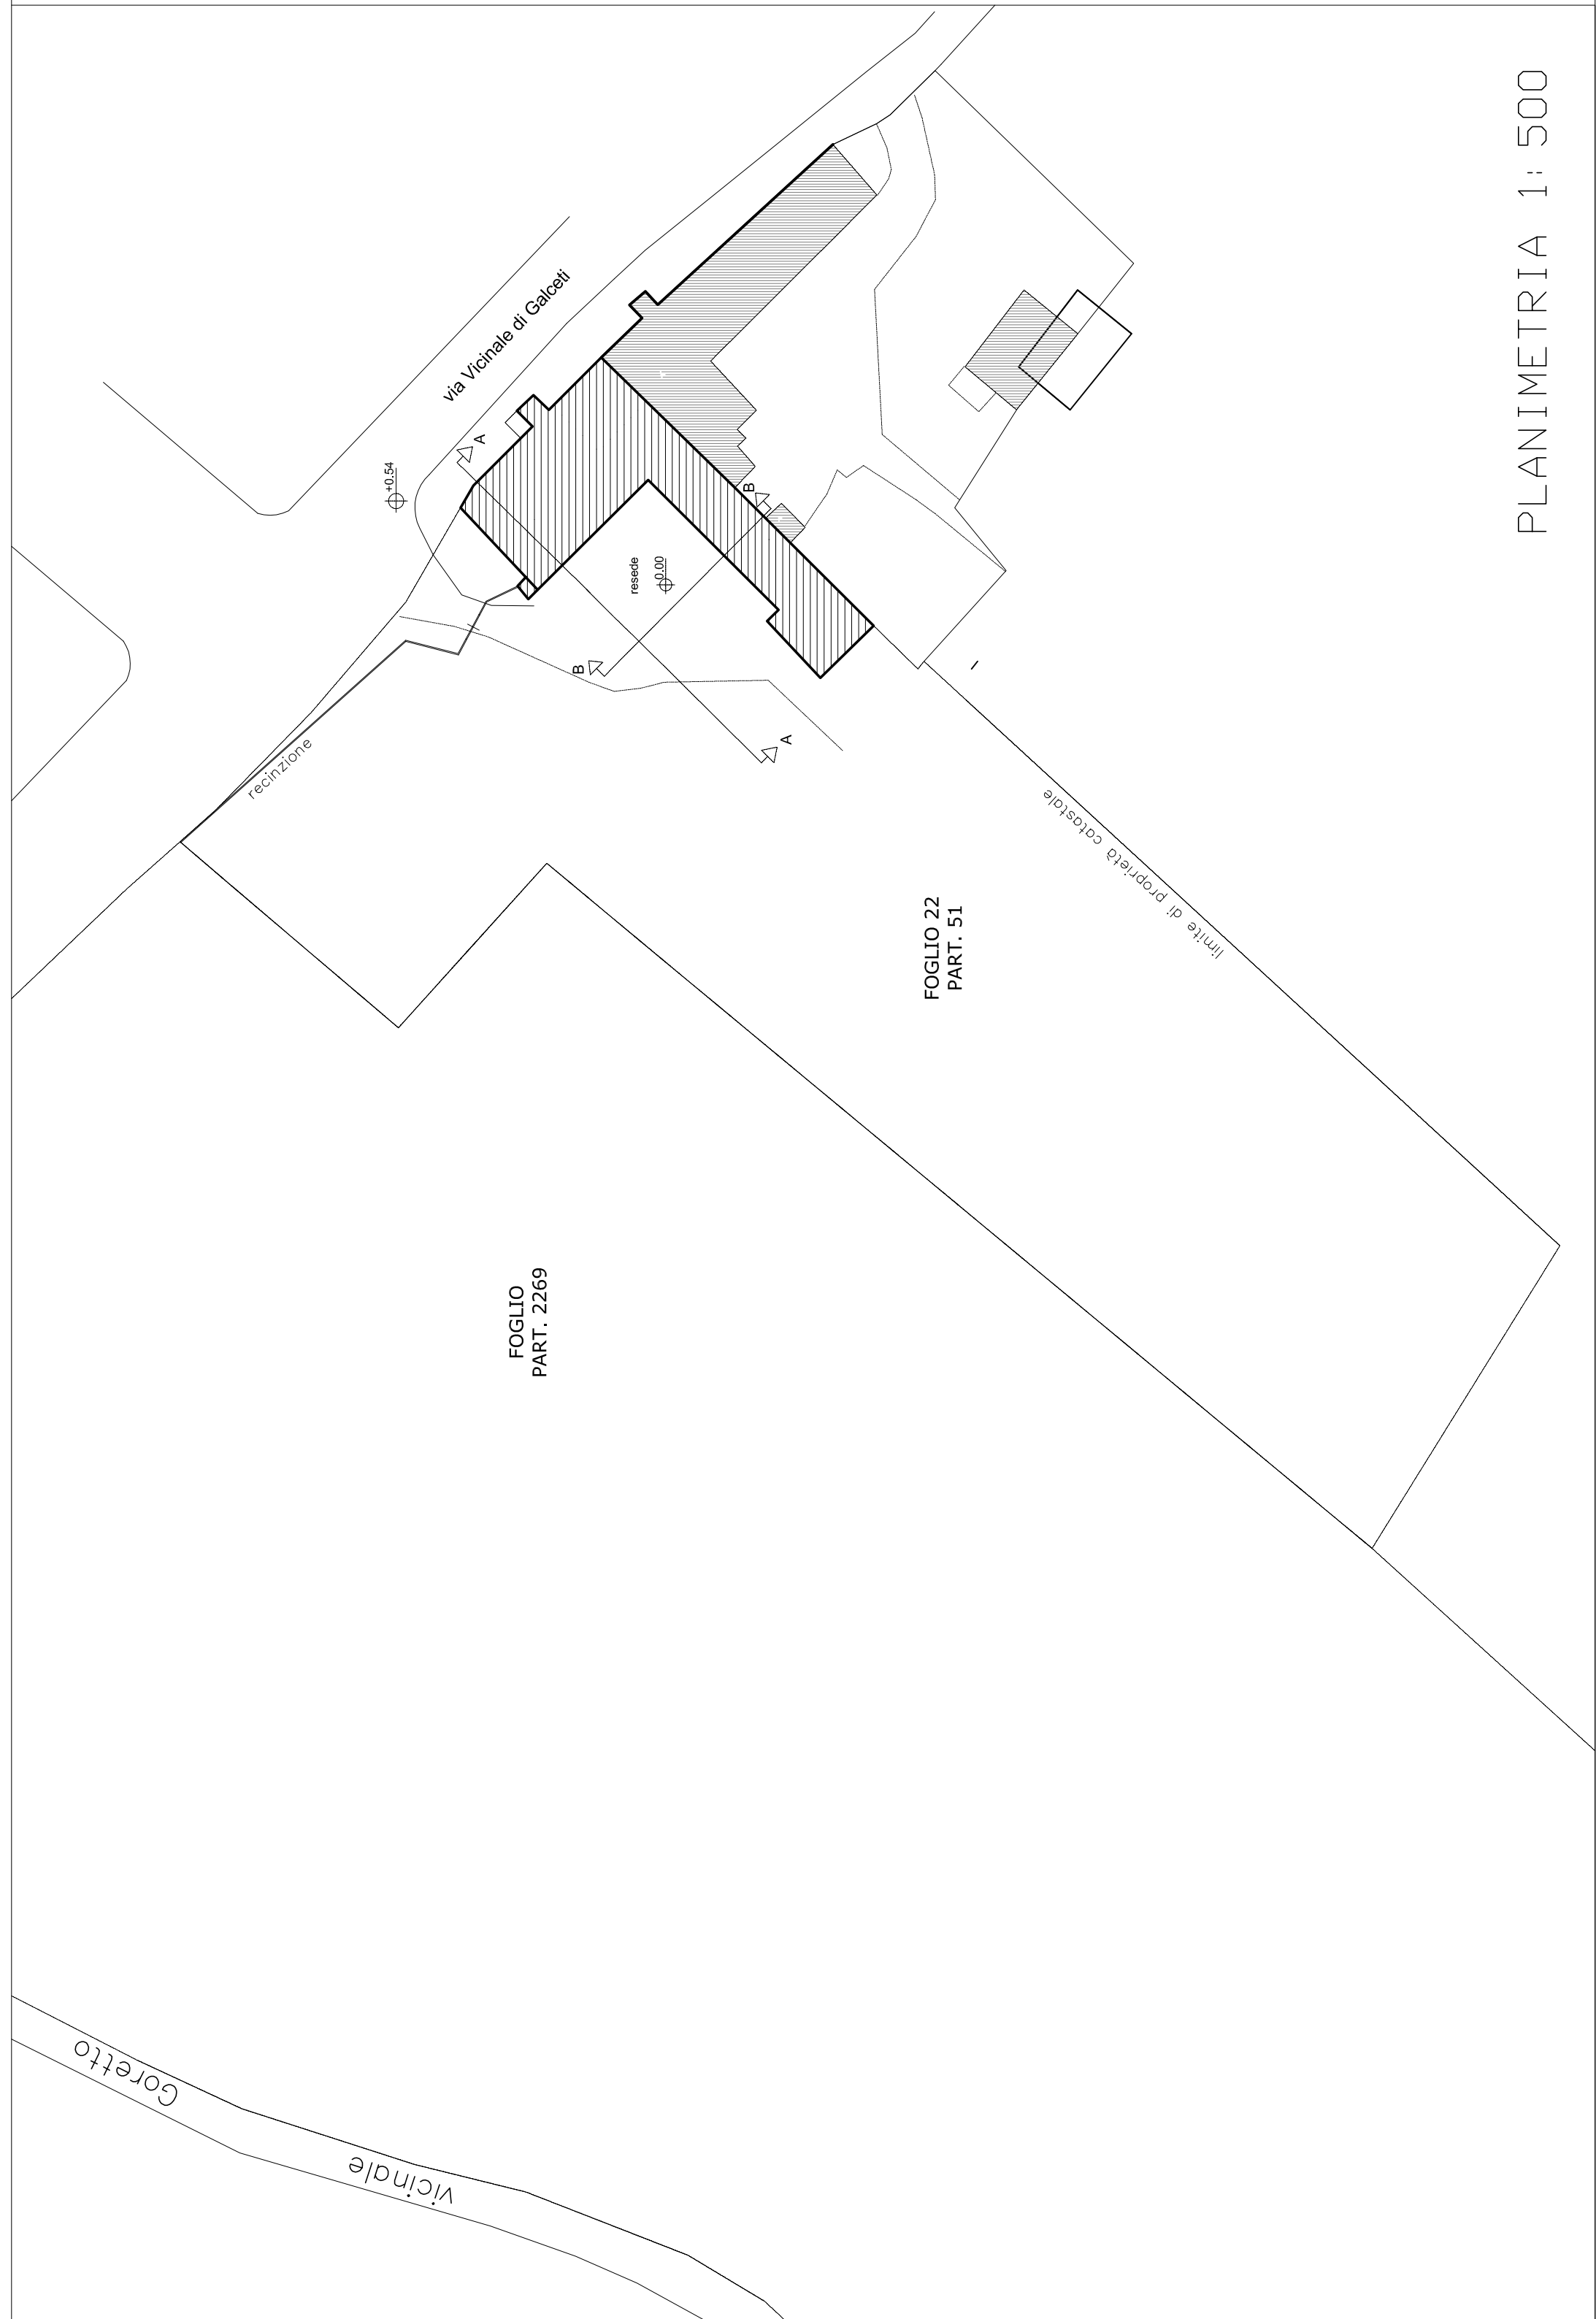 PLANIMETRIA 1: 500
via Vicinale di Galceti
+0.54
A
B
resede
0.00
B
A
recinzione
limite di proprietà catastale
FOGLIO 22
PART. 51
FOGLIO
PART. 2269
vicinale
Goretto